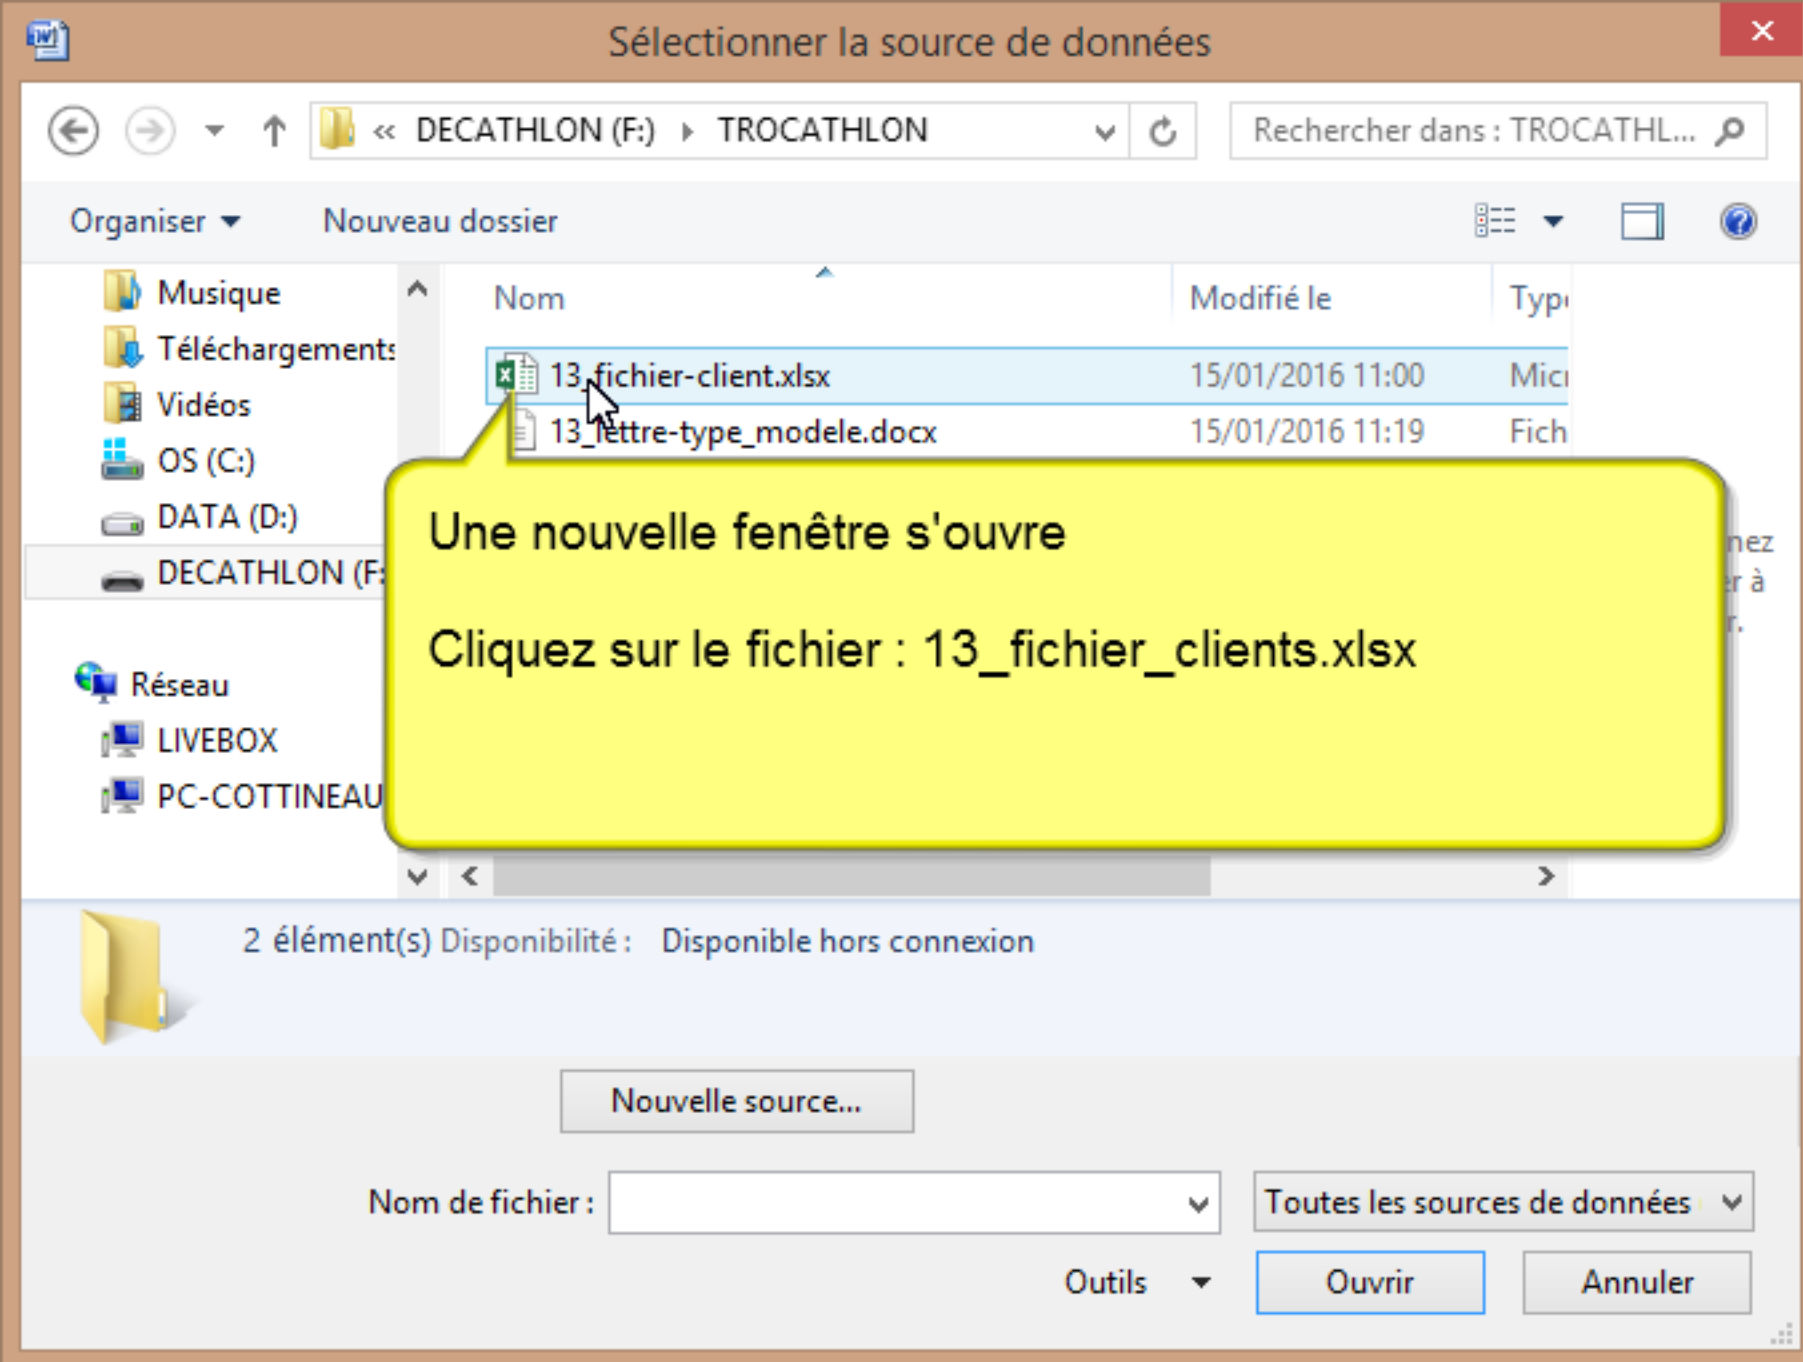 Sélectionner la source de données
« DECATHLON (F:) TROCATHLON
Rechercher dans : TROCATHL...
Organiser
Nouveau dossier
Musique
Téléchargements
Vidéos
OS (C:)
DATA (D:)
DECATHLON (F:
Réseau
LIVEBOX
PC-COTTINEAU
Nom Modifié le Type
13_fichier-client.xlsx 15/01/2016 11:00 Micr
13_lettre-type_modele.docx 15/01/2016 11:19 Fich
Une nouvelle fenêtre s'ouvre
Cliquez sur le fichier : 13_fichier_clients.xlsx
nez
er à
r.
2 élément(s) Disponibilité : Disponible hors connexion
Nouvelle source...
Nom de fichier :
Toutes les sources de données
Outils
Ouvrir
Annuler